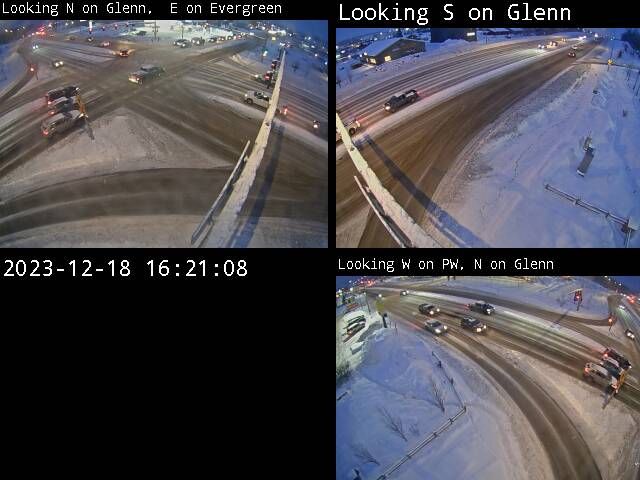 Looking N on Glenn,  E on Evergreen
Looking S on Glenn
2023-12-18 16:21:08
Looking W on PW, N on Glenn